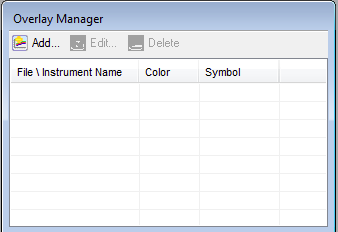 Overlay Manager
Add... Edit... Delete
File \ Instrument Name Color Symbol